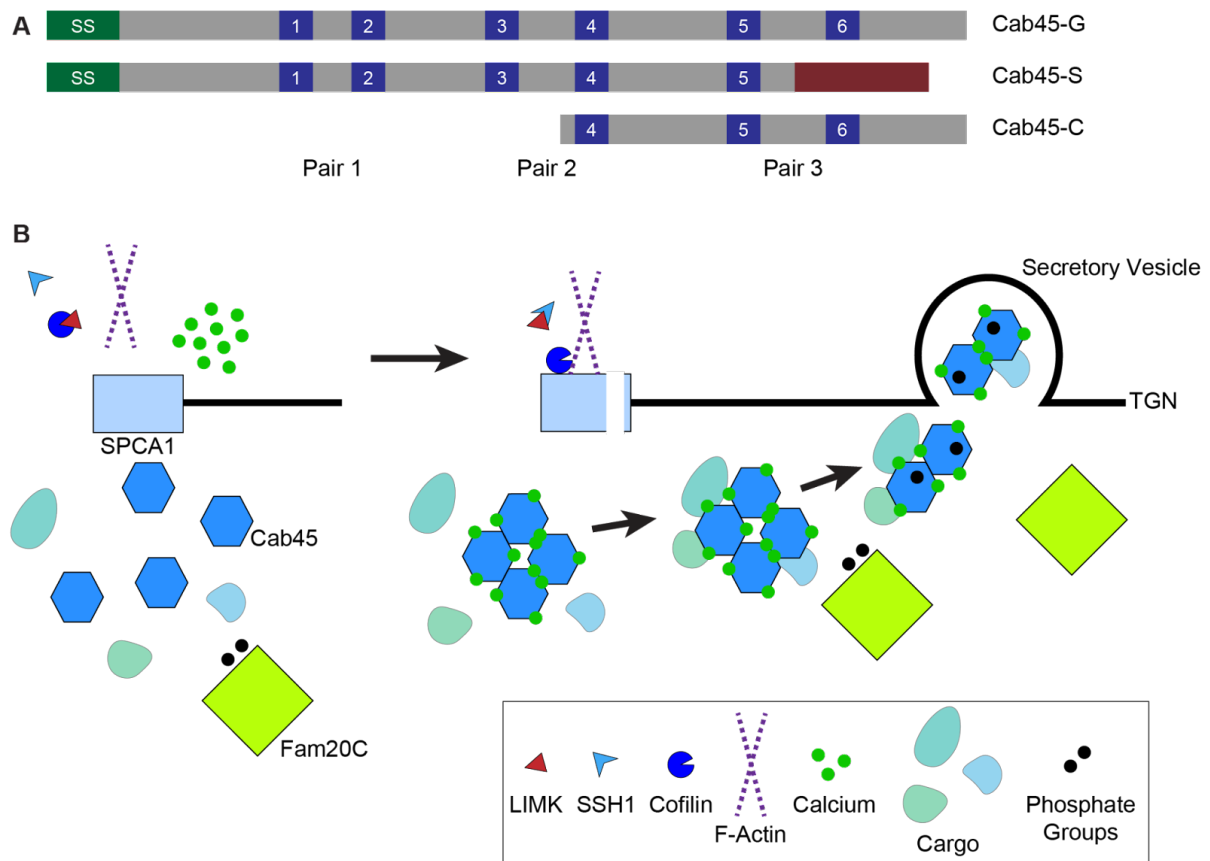 A
SS 1 2 3 4 5 6 Cab45-G
SS 1 2 3 4 5 Cab45-S
4 5 6 Cab45-C
Pair 1 Pair 2 Pair 3
B
Secretory Vesicle
TGN
SPCA1
Cab45
Fam20C
LIMK SSH1 Cofilin F-Actin Calcium Cargo Phosphate
Groups